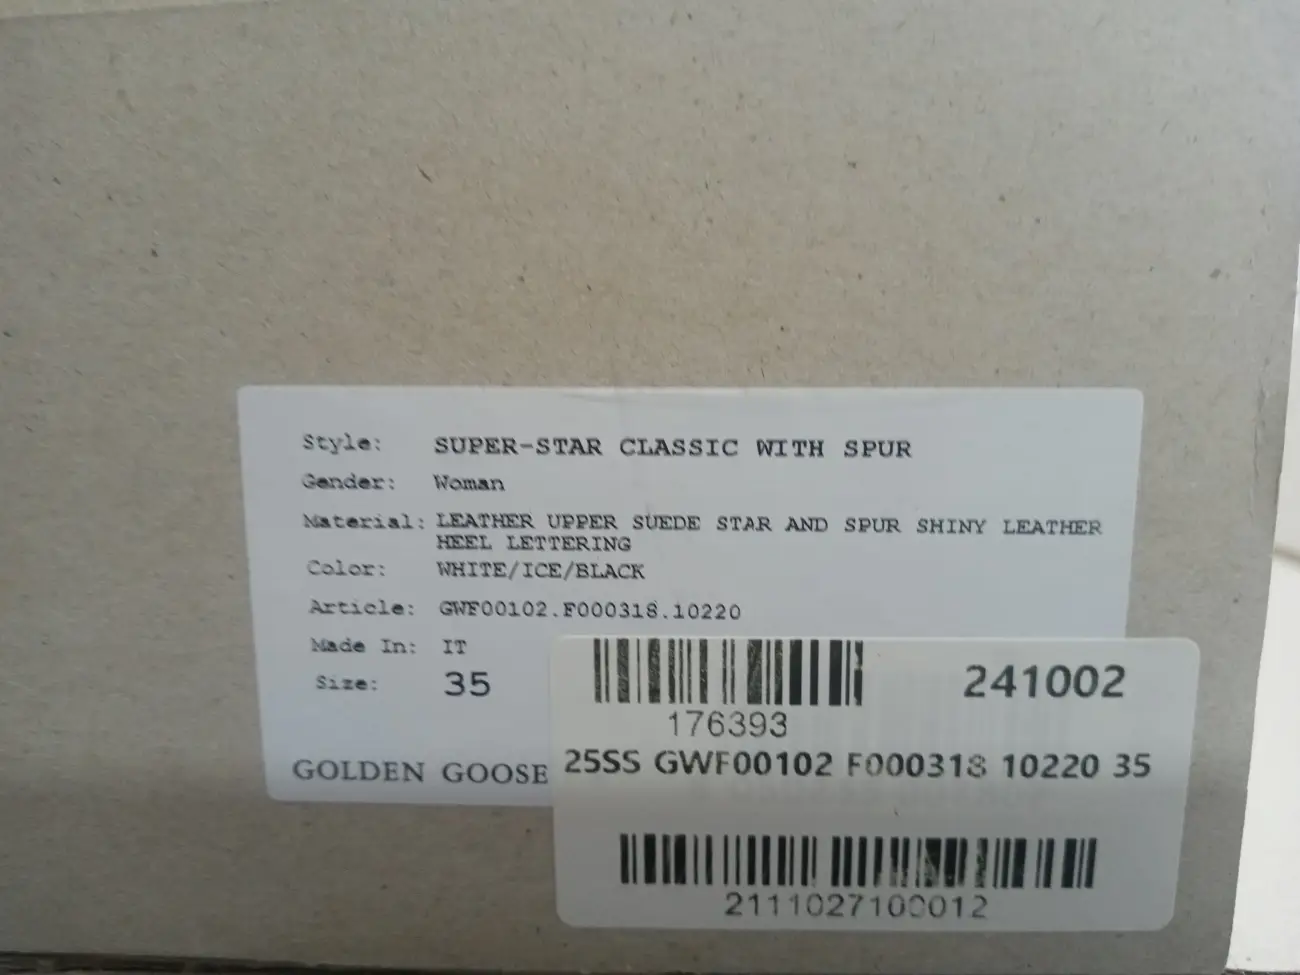 Style: SUPER-STAR CLASSIC WITH SPUR
Gender: Woman
Material: LEATHER UPPER SUEDE STAR AND SPUR SHINY LEATHER
HEEL LETTERING
Color: WHITE/ICE/BLACK
Article: GWF00102.F000318.10220
Made In: IT
Size: 35
GOLDEN GOOSE
241002
176393
25SS GWF00102 F000318 10220 35
2111027100012